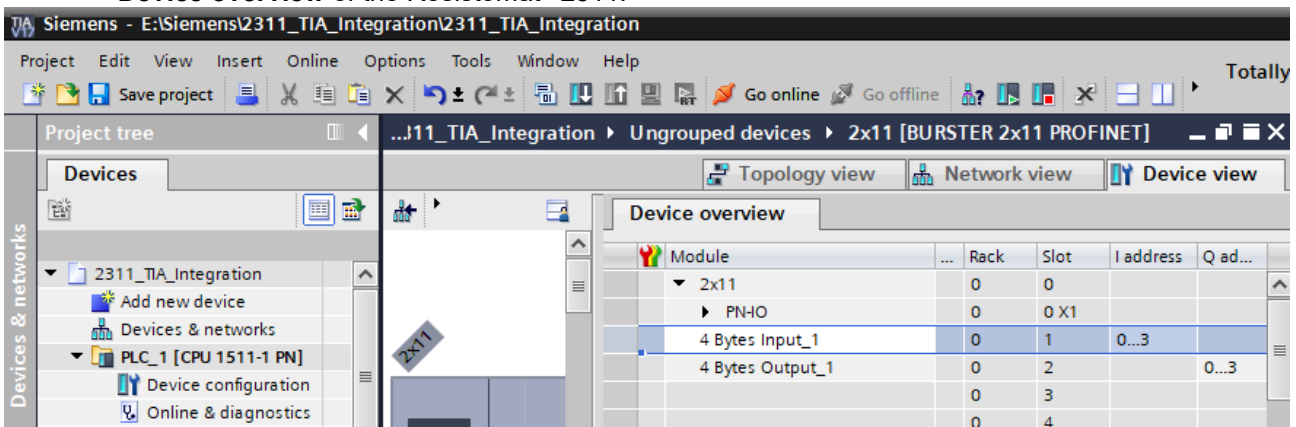 Siemens - E:\Siemens\2311_TIA_Integration\2311_TIA_Integration
Project Edit View Insert Online Options Tools Window Help
Totally
Save project Go online Go offline
Project tree
...311_TIA_Integration ▸ Ungrouped devices ▸ 2x11 [BURSTER 2x11 PROFINET]
Devices
Topology view Network view Device view
Device overview
Module ... Rack Slot I address Q ad...
2311_TIA_Integration
2x11 0 0
Add new device
PN-IO 0 0 X1
Devices & networks
4 Bytes Input_1 0 1 0...3
PLC_1 [CPU 1511-1 PN]
4 Bytes Output_1 0 2 0...3
Device configuration
0 3
Online & diagnostics
0 4
2x11
Devices & networks